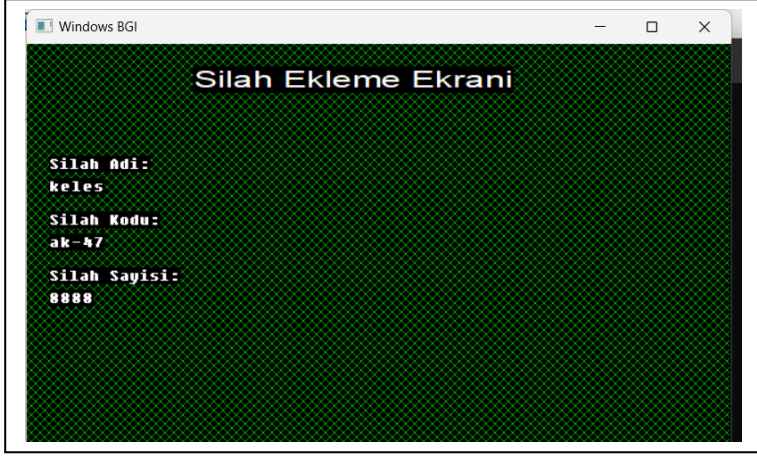 Windows BGI
Silah Ekleme Ekrani
Silah Adi:
keles
Silah Kodu:
ak-47
Silah Sayisi:
8888